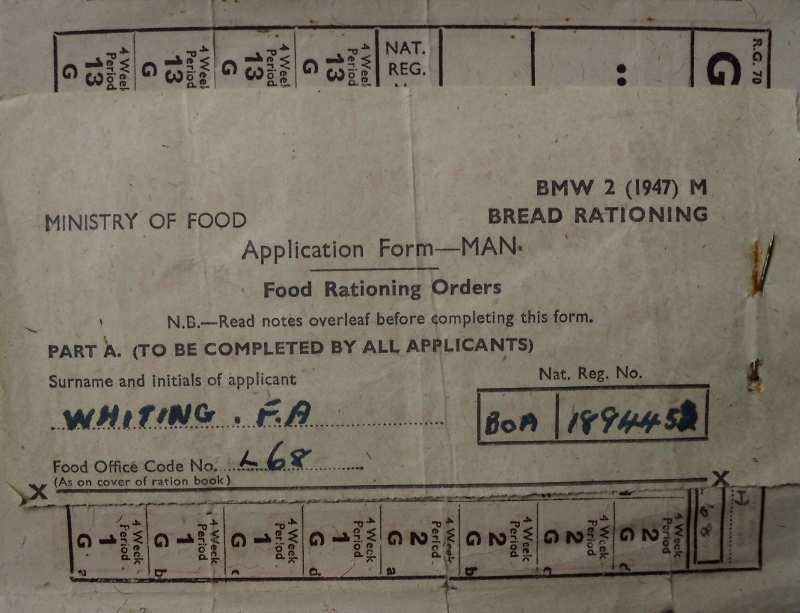 4 Week Period 13 G
4 Week Period 13 G
4 Week Period 13 G
4 Week Period 13 G
NAT.
REG.
G
R.G. 70
BMW 2 (1947) M
MINISTRY OF FOOD
BREAD RATIONING
Application Form—MAN.
Food Rationing Orders
N.B.—Read notes overleaf before completing this form.
PART A. (TO BE COMPLETED BY ALL APPLICANTS)
Surname and initials of applicant
Nat. Reg. No.
WHITING. F.A
BoA
Food Office Code No. L68
(As on cover of ration book)
X X
4 Week Period 1 G a
4 Week Period 1 G b
4 Week Period 1 G c
4 Week Period 1 G d
4 Week Period 2 G a
4 Week Period 2 G b
4 Week Period 2 G c
4 Week Period 2 G d